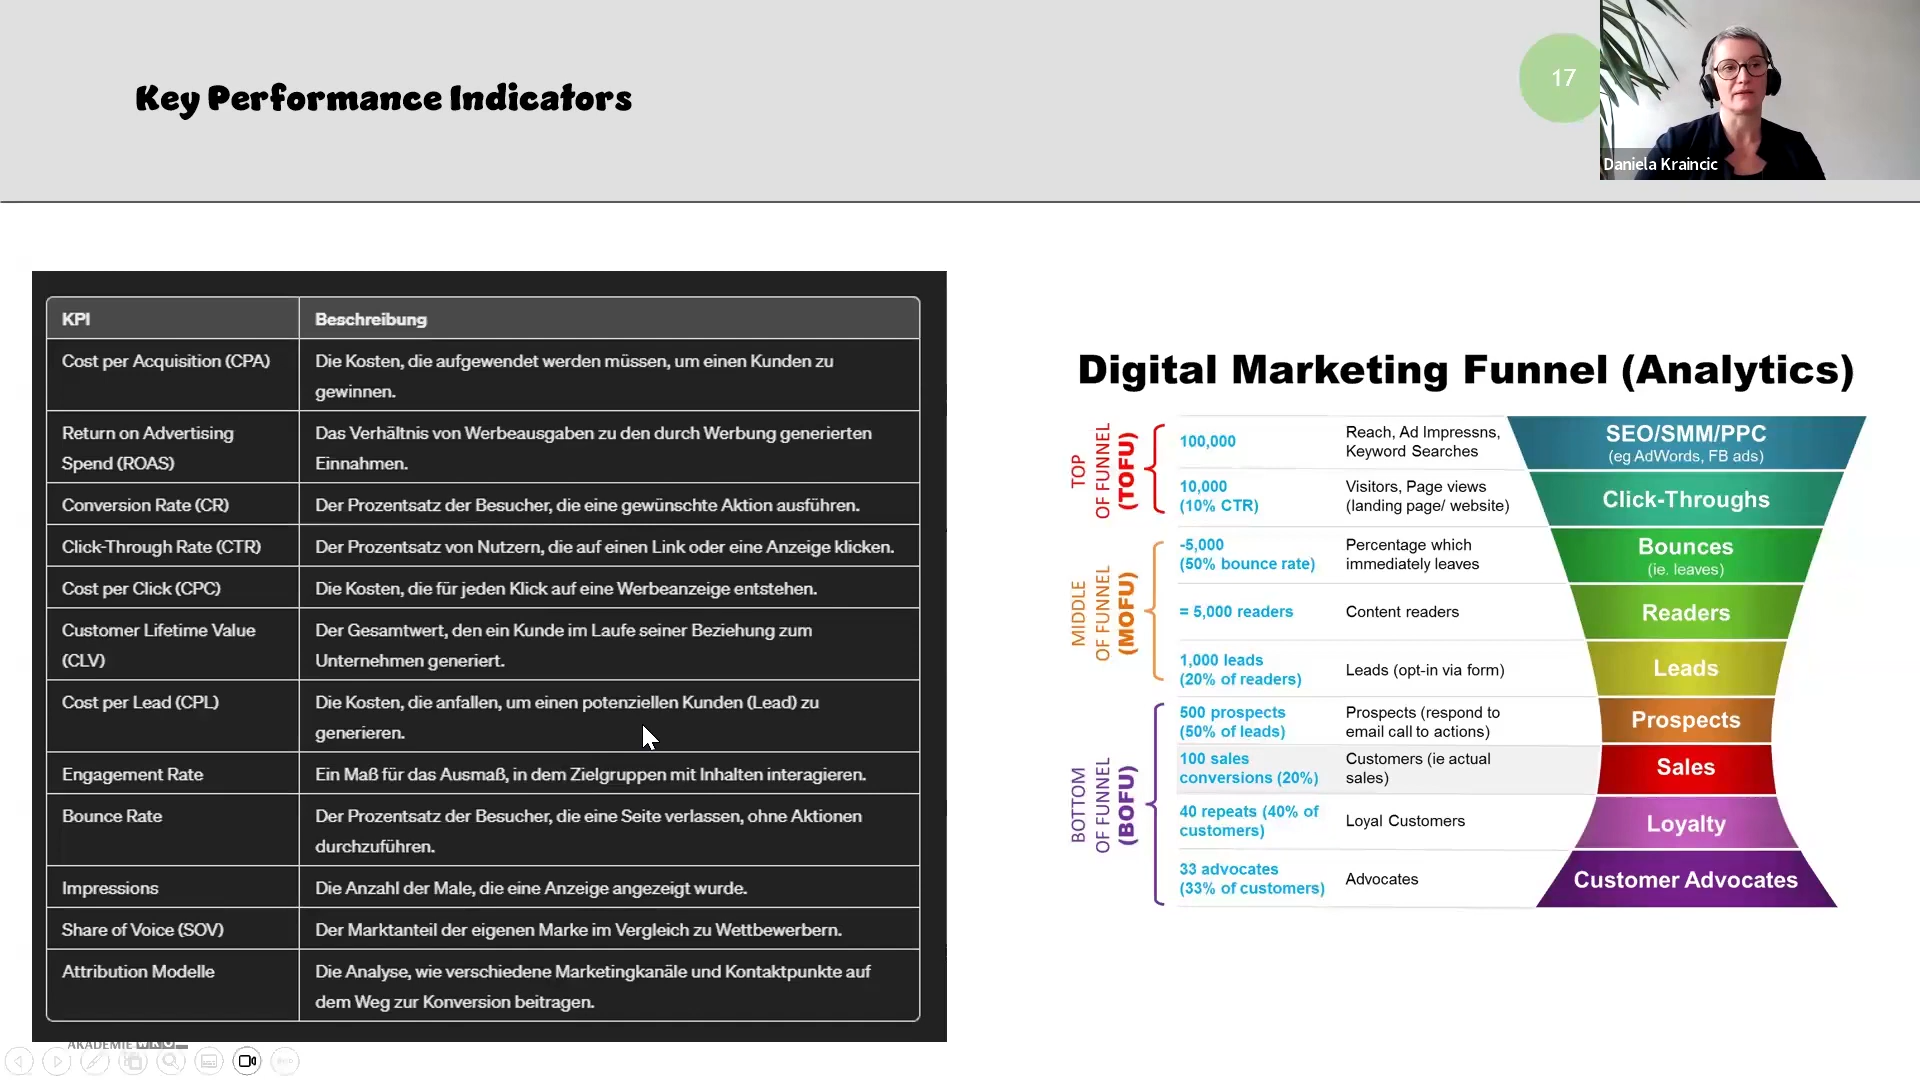 Key Performance Indicators
17
Daniela Kraincic
KPI
Beschreibung
Cost per Acquisition (CPA)
Die Kosten, die aufgewendet werden müssen, um einen Kunden zu
gewinnen.
Return on Advertising
Spend (ROAS)
Das Verhältnis von Werbeausgaben zu den durch Werbung generierten
Einnahmen.
Conversion Rate (CR)
Der Prozentsatz der Besucher, die eine gewünschte Aktion ausführen.
Click-Through Rate (CTR)
Der Prozentsatz von Nutzern, die auf einen Link oder eine Anzeige klicken.
Cost per Click (CPC)
Die Kosten, die für jeden Klick auf eine Werbeanzeige entstehen.
Customer Lifetime Value
(CLV)
Der Gesamtwert, den ein Kunde im Laufe seiner Beziehung zum
Unternehmen generiert.
Cost per Lead (CPL)
Die Kosten, die anfallen, um einen potenziellen Kunden (Lead) zu
generieren.
Engagement Rate
Ein Maß für das Ausmaß, in dem Zielgruppen mit Inhalten interagieren.
Bounce Rate
Der Prozentsatz der Besucher, die eine Seite verlassen, ohne Aktionen
durchzuführen.
Impressions
Die Anzahl der Male, die eine Anzeige angezeigt wurde.
Share of Voice (SOV)
Der Marktanteil der eigenen Marke im Vergleich zu Wettbewerbern.
Attribution Modelle
Die Analyse, wie verschiedene Marketingkanäle und Kontaktpunkte auf
dem Weg zur Konversion beitragen.
AKADEMIE
Digital Marketing Funnel (Analytics)
TOP
OF FUNNEL
(TOFU)
100,000
Reach, Ad Impressns,
Keyword Searches
SEO/SMM/PPC
(eg AdWords, FB ads)
10,000
(10% CTR)
Visitors, Page views
(landing page/ website)
Click-Throughs
MIDDLE
OF FUNNEL
(MOFU)
-5,000
(50% bounce rate)
Percentage which
immediately leaves
Bounces
(ie. leaves)
= 5,000 readers
Content readers
Readers
1,000 leads
(20% of readers)
Leads (opt-in via form)
Leads
BOTTOM
OF FUNNEL
(BOFU)
500 prospects
(50% of leads)
Prospects (respond to
email call to actions)
Prospects
100 sales
conversions (20%)
Customers (ie actual
sales)
Sales
40 repeats (40% of
customers)
Loyal Customers
Loyalty
33 advocates
(33% of customers)
Advocates
Customer Advocates